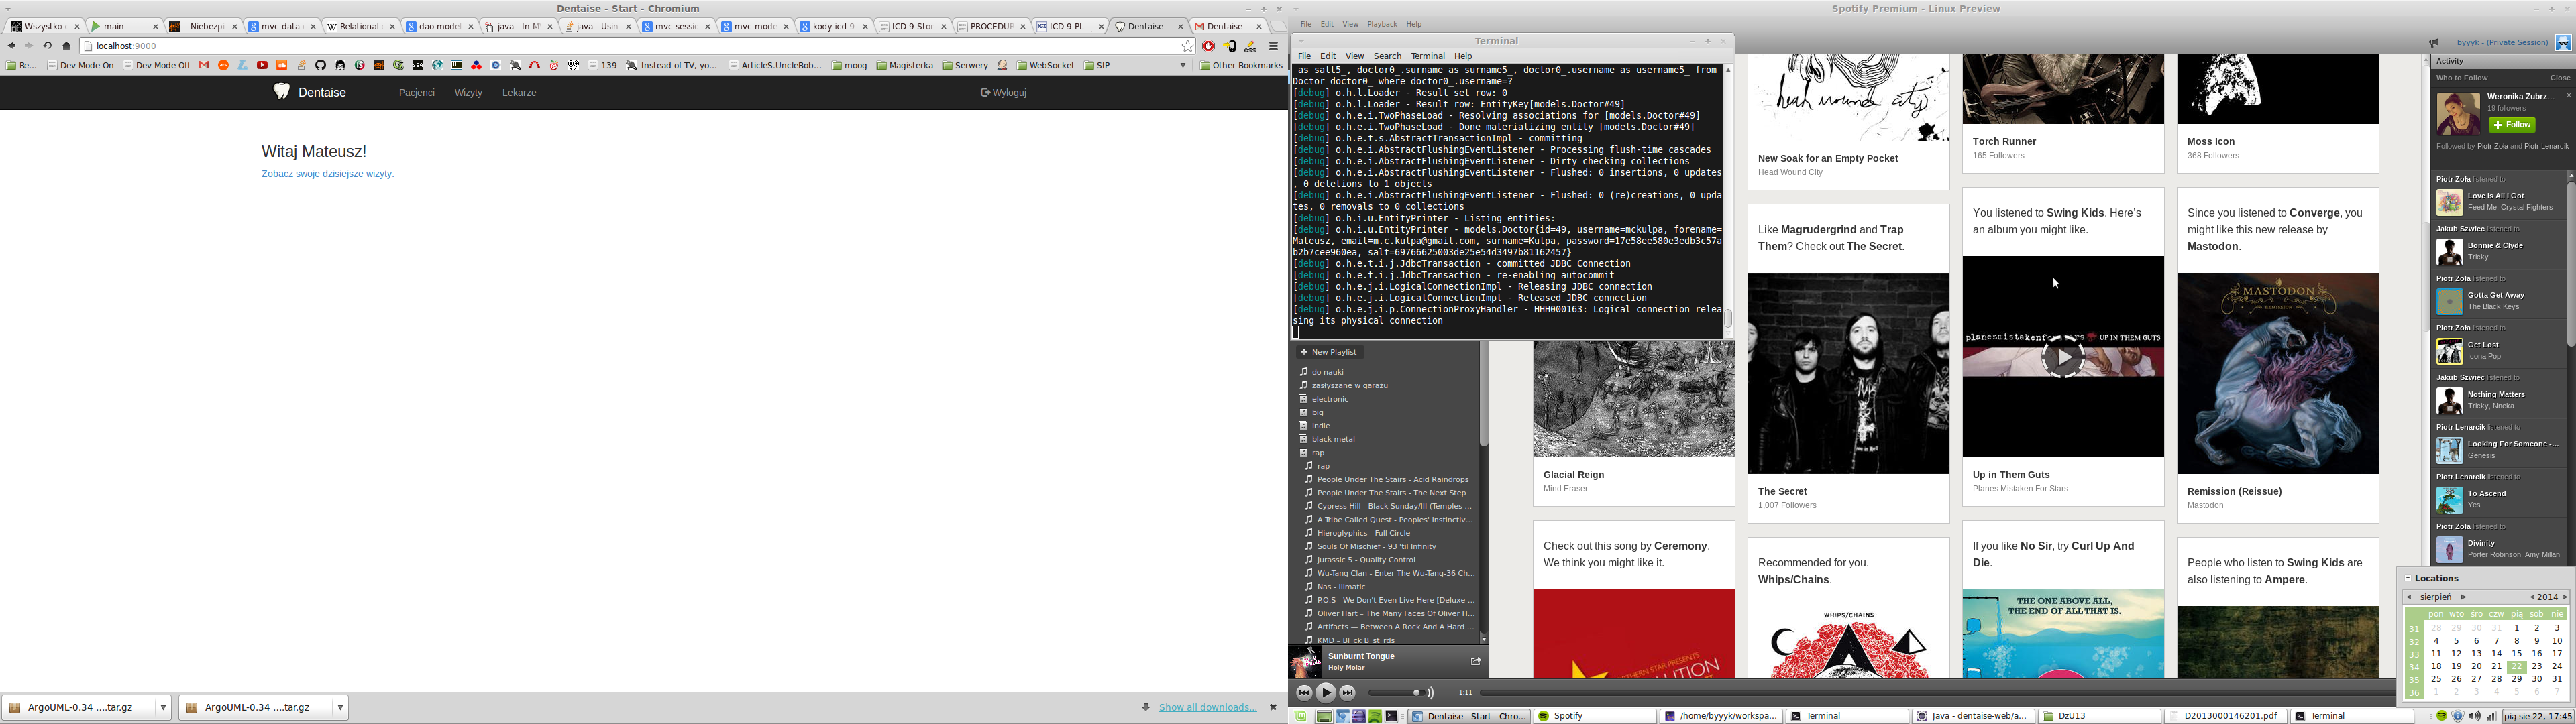 Dentaise - Start - Chromium
Wszystko
main
-- Niebezp
mvc data-
Relational
dao model
java - In M
java - Usin
mvc sessio
mvc mode
kody icd 9
ICD-9 Ston
PROCEDUR
ICD-9 PL -
Dentaise -
Dentaise -
localhost:9000
Re...
Dev Mode On
Dev Mode Off
139
Instead of TV, yo...
ArticleS.UncleBob...
moog
Magisterka
Serwery
WebSocket
SIP
Other Bookmarks
Dentaise
Pacjenci
Wizyty
Lekarze
Wyloguj
Witaj Mateusz!
Zobacz swoje dzisiejsze wizyty.
ArgoUML-0.34 ....tar.gz
ArgoUML-0.34 ....tar.gz
Show all downloads...
Spotify Premium - Linux Preview
File Edit View Playback Help
byyyk - (Private Session)
Terminal
File Edit View Search Terminal Help
as salt5_, doctor0_.surname as surname5_, doctor0_.username as username5_ from
Doctor doctor0_ where doctor0_.username=?
[debug] o.h.l.Loader - Result set row: 0
[debug] o.h.l.Loader - Result row: EntityKey[models.Doctor#49]
[debug] o.h.e.i.TwoPhaseLoad - Resolving associations for [models.Doctor#49]
[debug] o.h.e.i.TwoPhaseLoad - Done materializing entity [models.Doctor#49]
[debug] o.h.e.t.s.AbstractTransactionImpl - committing
[debug] o.h.e.i.AbstractFlushingEventListener - Processing flush-time cascades
[debug] o.h.e.i.AbstractFlushingEventListener - Dirty checking collections
[debug] o.h.e.i.AbstractFlushingEventListener - Flushed: 0 insertions, 0 updates
, 0 deletions to 1 objects
[debug] o.h.e.i.AbstractFlushingEventListener - Flushed: 0 (re)creations, 0 upda
tes, 0 removals to 0 collections
[debug] o.h.i.u.EntityPrinter - Listing entities:
[debug] o.h.i.u.EntityPrinter - models.Doctor{id=49, username=mckulpa, forename=
Mateusz, email=m.c.kulpa@gmail.com, surname=Kulpa, password=17e58ee580e3edb3c57a
b2b7cee960ea, salt=69766625003de25e54d3497b81162457}
[debug] o.h.e.t.i.j.JdbcTransaction - committed JDBC Connection
[debug] o.h.e.t.i.j.JdbcTransaction - re-enabling autocommit
[debug] o.h.e.j.i.LogicalConnectionImpl - Releasing JDBC connection
[debug] o.h.e.j.i.LogicalConnectionImpl - Released JDBC connection
[debug] o.h.e.j.i.p.ConnectionProxyHandler - HHH000163: Logical connection relea
sing its physical connection
+ New Playlist
do nauki
zasłyszane w garażu
electronic
big
indie
black metal
rap
rap
People Under The Stairs - Acid Raindrops
People Under The Stairs - The Next Step
Cypress Hill - Black Sunday/III (Temples ...
A Tribe Called Quest - Peoples' Instinctiv...
Hieroglyphics - Full Circle
Souls Of Mischief - 93 'til Infinity
Jurassic 5 - Quality Control
Wu-Tang Clan - Enter The Wu-Tang-36 Ch...
Nas - Illmatic
P.O.S - We Don't Even Live Here [Deluxe ...
Oliver Hart – The Many Faces Of Oliver H...
Artifacts — Between A Rock And A Hard ...
KMD – Bl_ck B_st_rds
Sunburnt Tongue
Holy Molar
1:11
Glacial Reign
Mind Eraser
Check out this song by Ceremony.
We think you might like it.
head wound city,
New Soak for an Empty Pocket
Head Wound City
Like Magrudergrind and Trap
Them? Check out The Secret.
The Secret
1,007 Followers
Recommended for you.
Whips/Chains.
WHIPS/CHAINS
Torch Runner
165 Followers
You listened to Swing Kids. Here's
an album you might like.
planesmistakenforstars
UP IN THEM GUTS
Up in Them Guts
Planes Mistaken For Stars
If you like No Sir, try Curl Up And
Die.
THE ONE ABOVE ALL,
THE END OF ALL THAT IS.
Moss Icon
368 Followers
Since you listened to Converge, you
might like this new release by
Mastodon.
MASTODON
REMISSION
Remission (Reissue)
Mastodon
People who listen to Swing Kids are
also listening to Ampere.
Activity
Who to Follow
Close
Weronika Zubrz...
19 followers
+ Follow
Followed by Piotr Zoła and Piotr Lenarcik
Piotr Zoła listened to
Love Is All I Got
Feed Me, Crystal Fighters
Jakub Szwiec listened to
Bonnie & Clyde
Tricky
Piotr Zoła listened to
Gotta Get Away
The Black Keys
Piotr Zoła listened to
Get Lost
Icona Pop
Jakub Szwiec listened to
Nothing Matters
Tricky, Nneka
Piotr Lenarcik listened to
Looking For Someone -...
Genesis
Piotr Lenarcik listened to
To Ascend
Yes
Piotr Zoła listened to
Divinity
Porter Robinson, Amy Millan
Locations
sierpień 2014
pon wto śro czw pią sob nie
31 28 29 30 31 1 2 3
32 4 5 6 7 8 9 10
33 11 12 13 14 15 16 17
34 18 19 20 21 22 23 24
35 25 26 27 28 29 30 31
36 1 2 3 4 5 6 7
Dentaise - Start - Chro...
Spotify
/home/byyyk/workspa...
Terminal
Java - dentaise-web/a...
DzU13
D2013000146201.pdf
Terminal
pią sie 22, 17:45